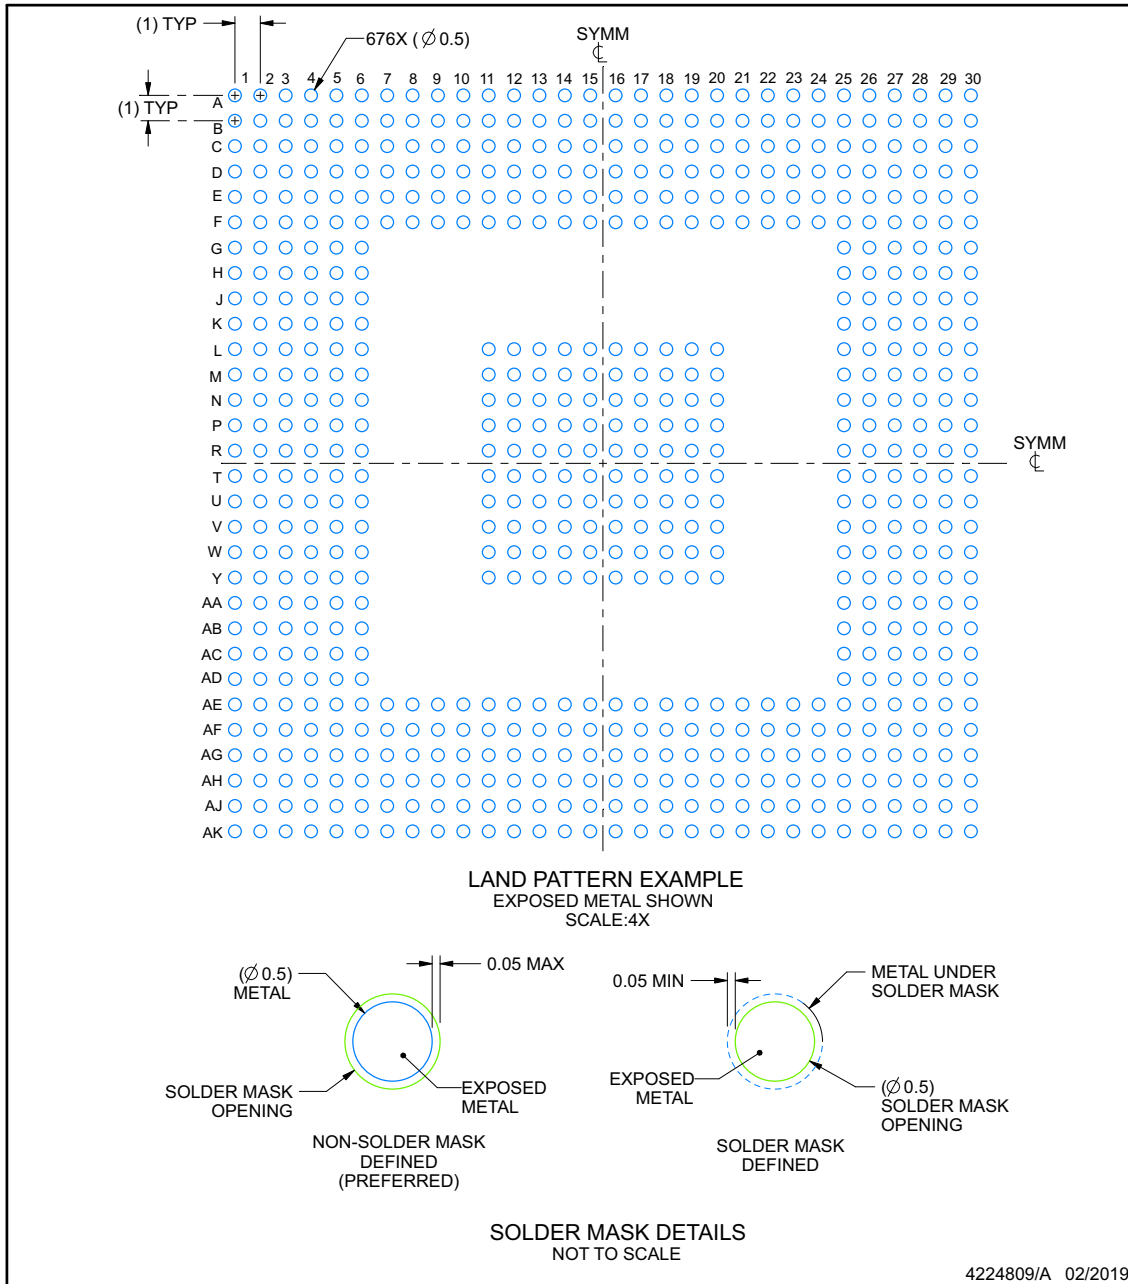 (1) TYP
676X ( Ø 0.5)
SYMM
℄
1 2 3 4 5 6 7 8 9 10 11 12 13 14 15 16 17 18 19 20 21 22 23 24 25 26 27 28 29 30
(1) TYP
A
B
C
D
E
F
G
H
J
K
L
M
N
P
R
SYMM
℄
T
U
V
W
Y
AA
AB
AC
AD
AE
AF
AG
AH
AJ
AK
LAND PATTERN EXAMPLE
EXPOSED METAL SHOWN
SCALE:4X
(Ø 0.5)
METAL
0.05 MAX
SOLDER MASK
OPENING
EXPOSED
METAL
NON-SOLDER MASK
DEFINED
(PREFERRED)
0.05 MIN
METAL UNDER
SOLDER MASK
EXPOSED
METAL
(Ø 0.5)
SOLDER MASK
OPENING
SOLDER MASK
DEFINED
SOLDER MASK DETAILS
NOT TO SCALE
4224809/A 02/2019